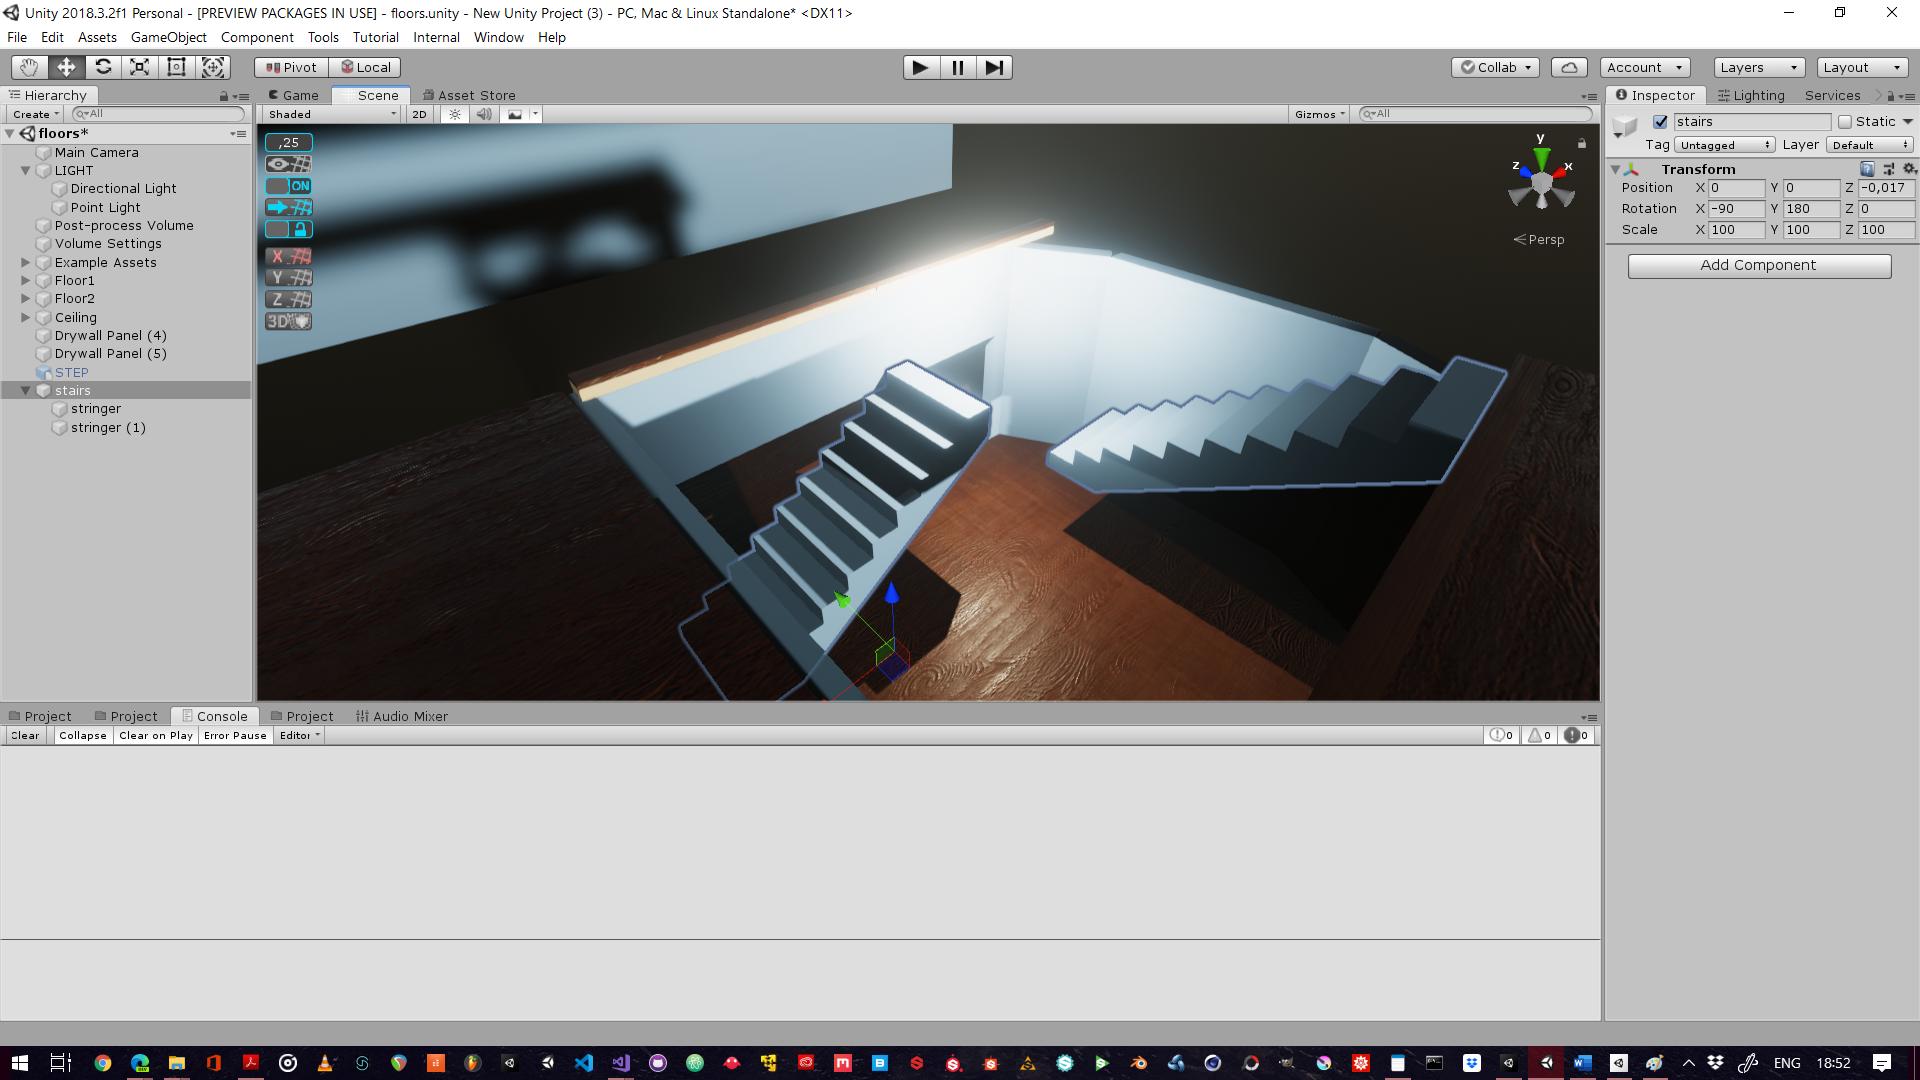 Unity 2018.3.2f1 Personal - [PREVIEW PACKAGES IN USE] - floors.unity - New Unity Project (3) - PC, Mac & Linux Standalone* <DX11>
File Edit Assets GameObject Component Tools Tutorial Internal Window Help
Pivot Local Collab Account Layers Layout
Hierarchy Game Scene Asset Store Inspector Lighting Services
Create All Shaded 2D Gizmos All
floors*
Main Camera
LIGHT
Directional Light
Point Light
Post-process Volume
Volume Settings
Example Assets
Floor1
Floor2
Ceiling
Drywall Panel (4)
Drywall Panel (5)
STEP
stairs
stringer
stringer (1)
,25
ON
X
Y
Z
3D
y
z x
Persp
stairs Static
Tag Untagged Layer Default
Transform
Position X 0 Y 0 Z -0,017
Rotation X -90 Y 180 Z 0
Scale X 100 Y 100 Z 100
Add Component
Project Project Console Project Audio Mixer
Clear Collapse Clear on Play Error Pause Editor 0 0 0
ENG 18:52